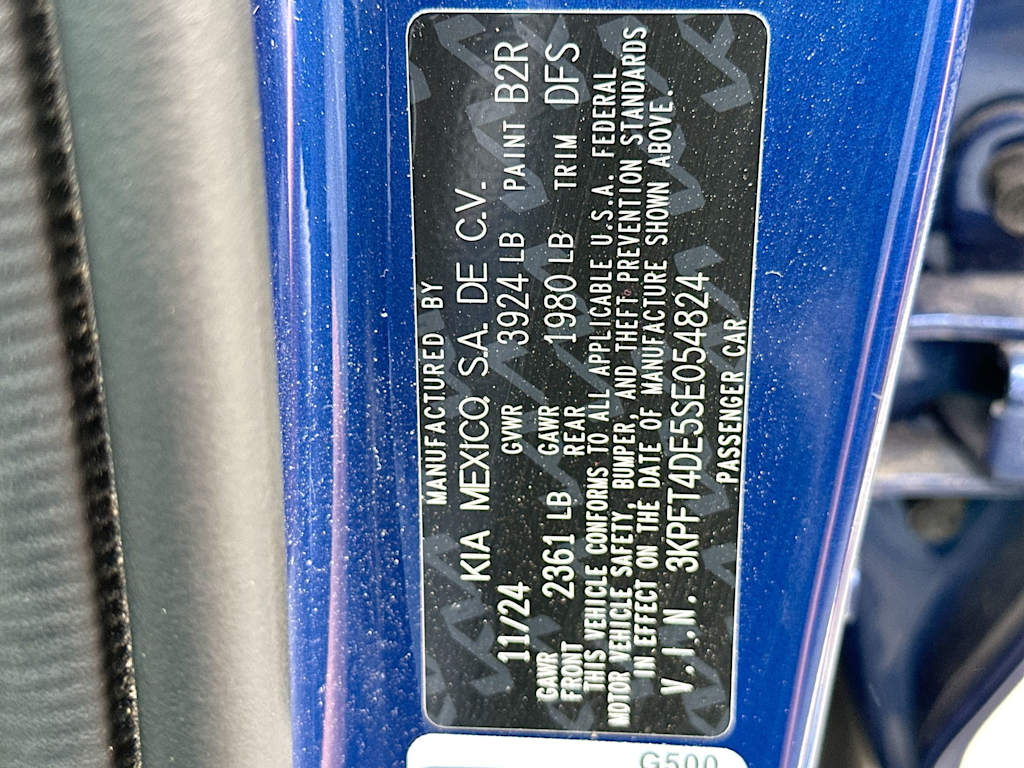 MANUFACTURED BY
KIA MEXICO, S.A. DE C.V.
11/24 GVWR 3924 LB PAINT B2R
GAWR FRONT 2361 LB GAWR REAR 1980 LB TRIM DFS
THIS VEHICLE CONFORMS TO ALL APPLICABLE U.S.A. FEDERAL
MOTOR VEHICLE SAFETY, BUMPER, AND THEFT PREVENTION STANDARDS
IN EFFECT ON THE DATE OF MANUFACTURE SHOWN ABOVE.
V.I.N. 3KPFT4DE5SE054824
PASSENGER CAR
G500